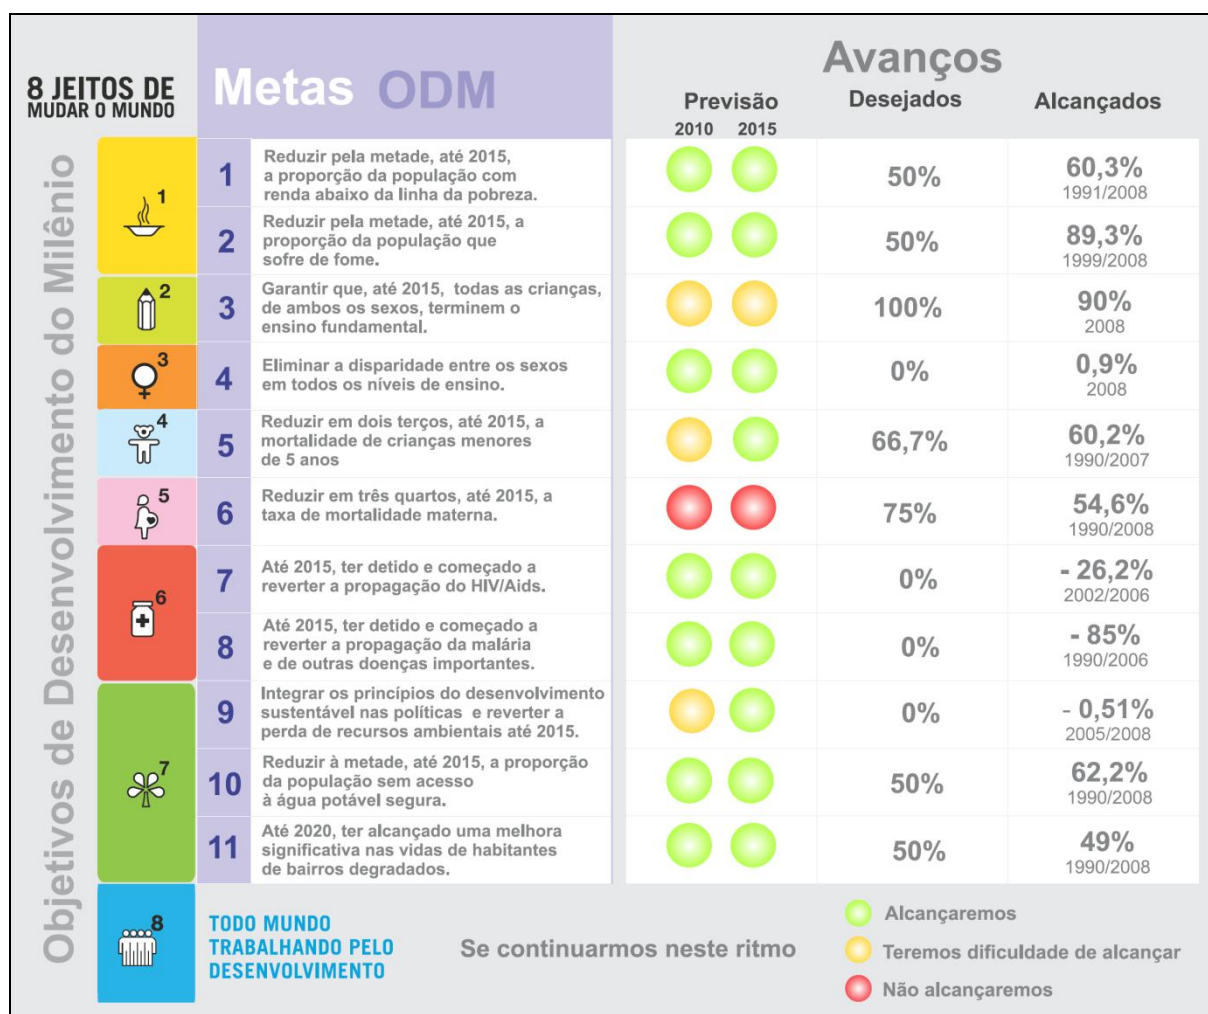 8 JEITOS DE
MUDAR O MUNDO
Metas ODM
Avanços
Previsão
2010 2015
Desejados
Alcançados
Objetivos de Desenvolvimento do Milênio
1
1
Reduzir pela metade, até 2015,
a proporção da população com
renda abaixo da linha da pobreza.
50%
60,3%
1991/2008
2
Reduzir pela metade, até 2015, a
proporção da população que
sofre de fome.
50%
89,3%
1999/2008
2
3
Garantir que, até 2015, todas as crianças,
de ambos os sexos, terminem o
ensino fundamental.
100%
90%
2008
3
4
Eliminar a disparidade entre os sexos
em todos os níveis de ensino.
0%
0,9%
2008
4
5
Reduzir em dois terços, até 2015, a
mortalidade de crianças menores
de 5 anos
66,7%
60,2%
1990/2007
5
6
Reduzir em três quartos, até 2015, a
taxa de mortalidade materna.
75%
54,6%
1990/2008
6
7
Até 2015, ter detido e começado a
reverter a propagação do HIV/Aids.
0%
- 26,2%
2002/2006
8
Até 2015, ter detido e começado a
reverter a propagação da malária
e de outras doenças importantes.
0%
- 85%
1990/2006
7
9
Integrar os princípios do desenvolvimento
sustentável nas políticas e reverter a
perda de recursos ambientais até 2015.
0%
- 0,51%
2005/2008
10
Reduzir à metade, até 2015, a proporção
da população sem acesso
à água potável segura.
50%
62,2%
1990/2008
11
Até 2020, ter alcançado uma melhora
significativa nas vidas de habitantes
de bairros degradados.
50%
49%
1990/2008
8
TODO MUNDO
TRABALHANDO PELO
DESENVOLVIMENTO
Se continuarmos neste ritmo
Alcançaremos
Teremos dificuldade de alcançar
Não alcançaremos